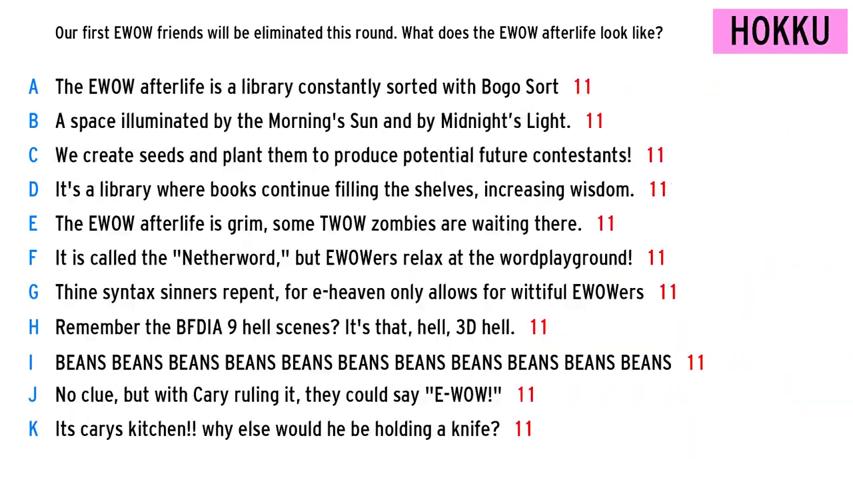 Our first EWOW friends will be eliminated this round. What does the EWOW afterlife look like?
HOKKU
A The EWOW afterlife is a library constantly sorted with Bogo Sort 11
B A space illuminated by the Morning's Sun and by Midnight’s Light. 11
C We create seeds and plant them to produce potential future contestants! 11
D It's a library where books continue filling the shelves, increasing wisdom. 11
E The EWOW afterlife is grim, some TWOW zombies are waiting there. 11
F It is called the "Netherword," but EWOWers relax at the wordplayground! 11
G Thine syntax sinners repent, for e-heaven only allows for wittiful EWOWers 11
H Remember the BFDIA 9 hell scenes? It's that, hell, 3D hell. 11
I BEANS BEANS BEANS BEANS BEANS BEANS BEANS BEANS BEANS BEANS BEANS 11
J No clue, but with Cary ruling it, they could say "E-WOW!" 11
K Its carys kitchen!! why else would he be holding a knife? 11